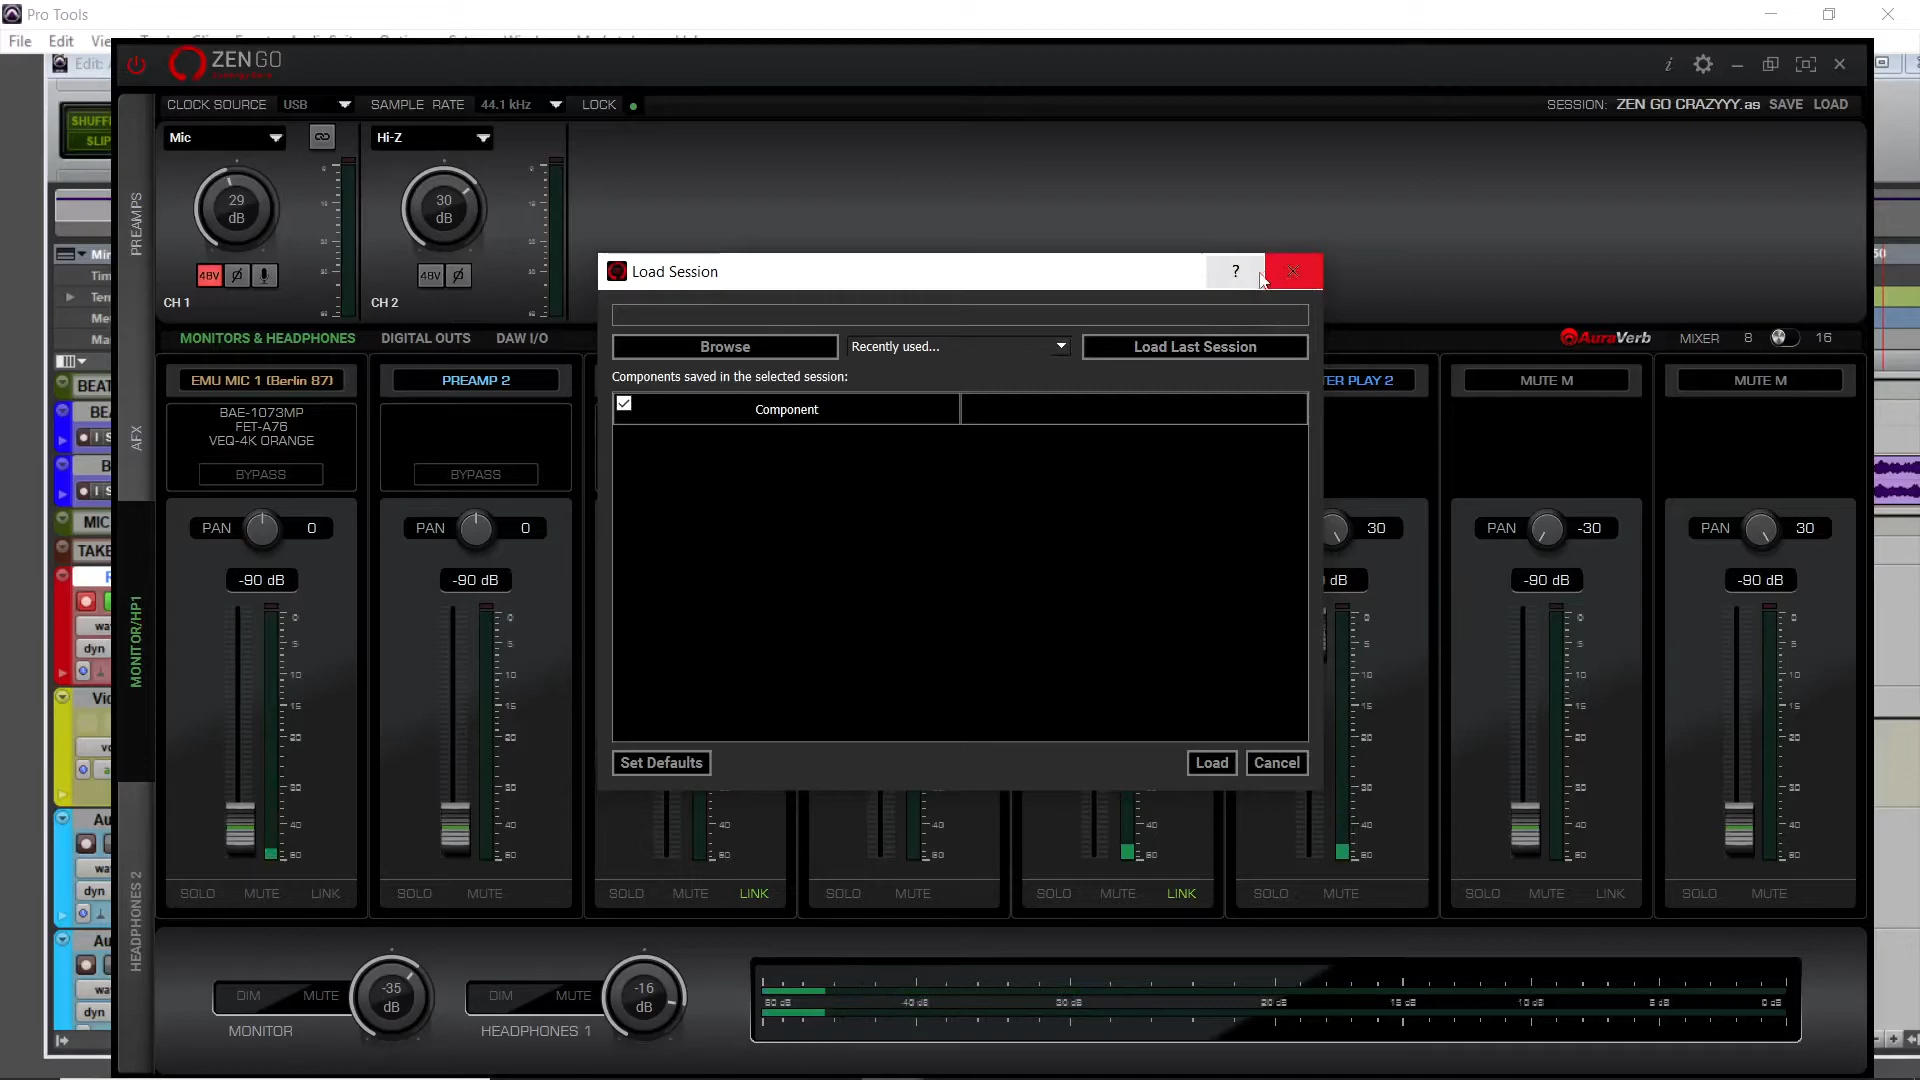 Pro Tools
File Edit
Edit:
ZEN GO
CLOCK SOURCE USB SAMPLE RATE 44.1 kHz LOCK
SESSION: ZEN GO CRAZYYY.as SAVE LOAD
SLIP
Mic Hi-Z
29 dB
30 dB
48V
48V
CH 1 CH 2
PREAMPS
AFX
MONITOR/HP1
HEADPHONES 2
Load Session
?
Browse Recently used... Load Last Session
Components saved in the selected session:
Component
Set Defaults Load Cancel
MONITORS & HEADPHONES DIGITAL OUTS DAW I/O
AuraVerb MIXER 8 16
EMU MIC 1 (Berlin 87) PREAMP 2 TER PLAY 2 MUTE M MUTE M
BAE-1073MP
FET-A76
VEQ-4K ORANGE
BYPASS BYPASS
PAN 0 PAN 0 30 PAN -30 PAN 30
-90 dB -90 dB dB -90 dB -90 dB
SOLO MUTE LINK SOLO MUTE SOLO MUTE LINK SOLO MUTE SOLO MUTE LINK SOLO MUTE SOLO MUTE LINK SOLO MUTE
DIM MUTE -35 dB DIM MUTE -16 dB
MONITOR HEADPHONES 1
BEAT
MIC
TAKE
dyn
dyn
dyn